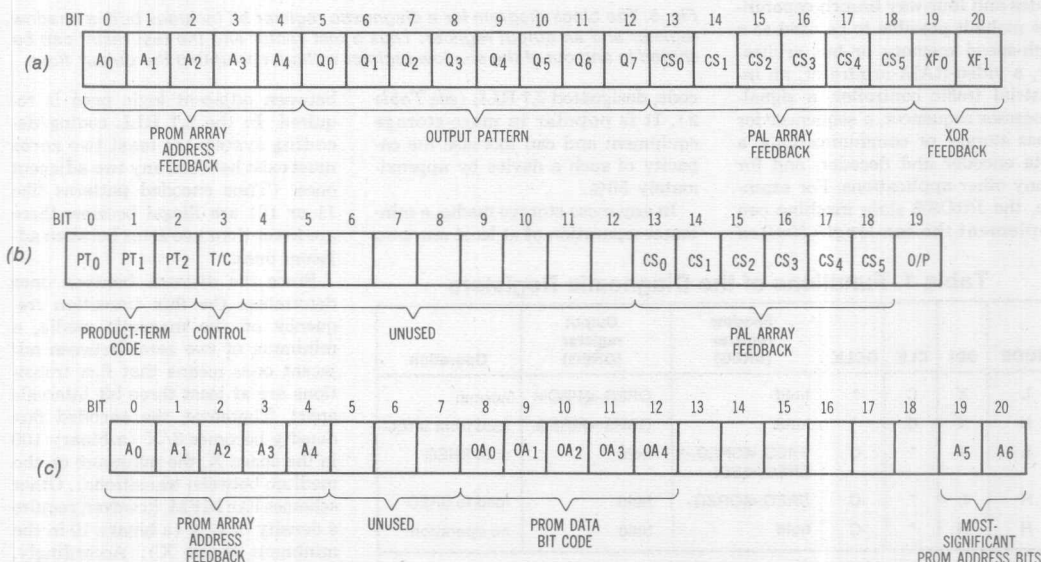 BIT 0 1 2 3 4 5 6 7 8 9 10 11 12 13 14 15 16 17 18 19 20
(a) A0 A1 A2 A3 A4 Q0 Q1 Q2 Q3 Q4 Q5 Q6 Q7 CS0 CS1 CS2 CS3 CS4 CS5 XF0 XF1
PROM ARRAY ADDRESS FEEDBACK
OUTPUT PATTERN
PAL ARRAY FEEDBACK
XOR FEEDBACK
BIT 0 1 2 3 4 5 6 7 8 9 10 11 12 13 14 15 16 17 18 19
(b) PT0 PT1 PT2 T/C CS0 CS1 CS2 CS3 CS4 CS5 O/P
PRODUCT-TERM CODE
CONTROL
UNUSED
PAL ARRAY FEEDBACK
BIT 0 1 2 3 4 5 6 7 8 9 10 11 12 13 14 15 16 17 18 19 20
(c) A0 A1 A2 A3 A4 OA0 OA1 OA2 OA3 OA4 A5 A6
PROM ARRAY ADDRESS FEEDBACK
UNUSED
PROM DATA BIT CODE
MOST-SIGNIFICANT PROM ADDRESS BITS